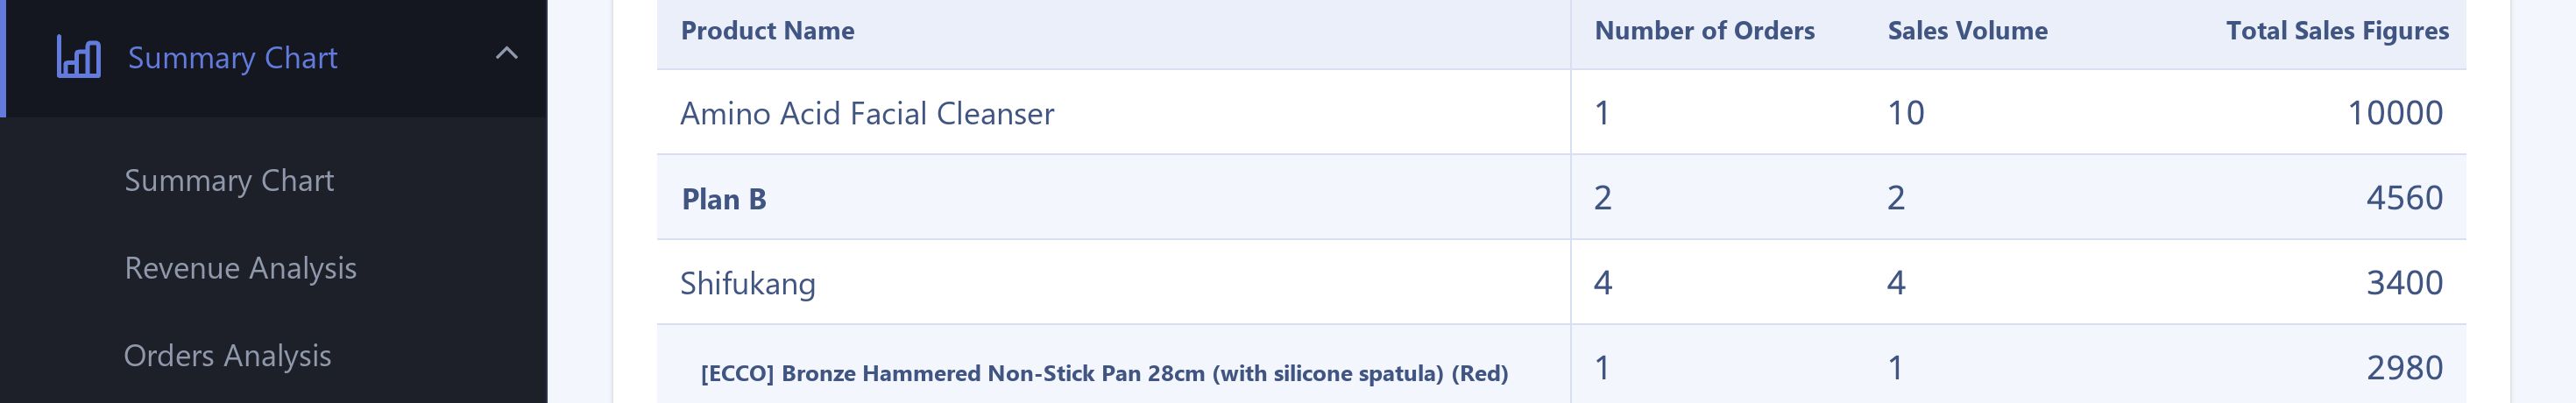 Summary Chart
Summary Chart
Revenue Analysis
Orders Analysis
Product Name Number of Orders Sales Volume Total Sales Figures
Amino Acid Facial Cleanser 1 10 10000
Plan B 2 2 4560
Shifukang 4 4 3400
[ECCO] Bronze Hammered Non-Stick Pan 28cm (with silicone spatula) (Red) 1 1 2980